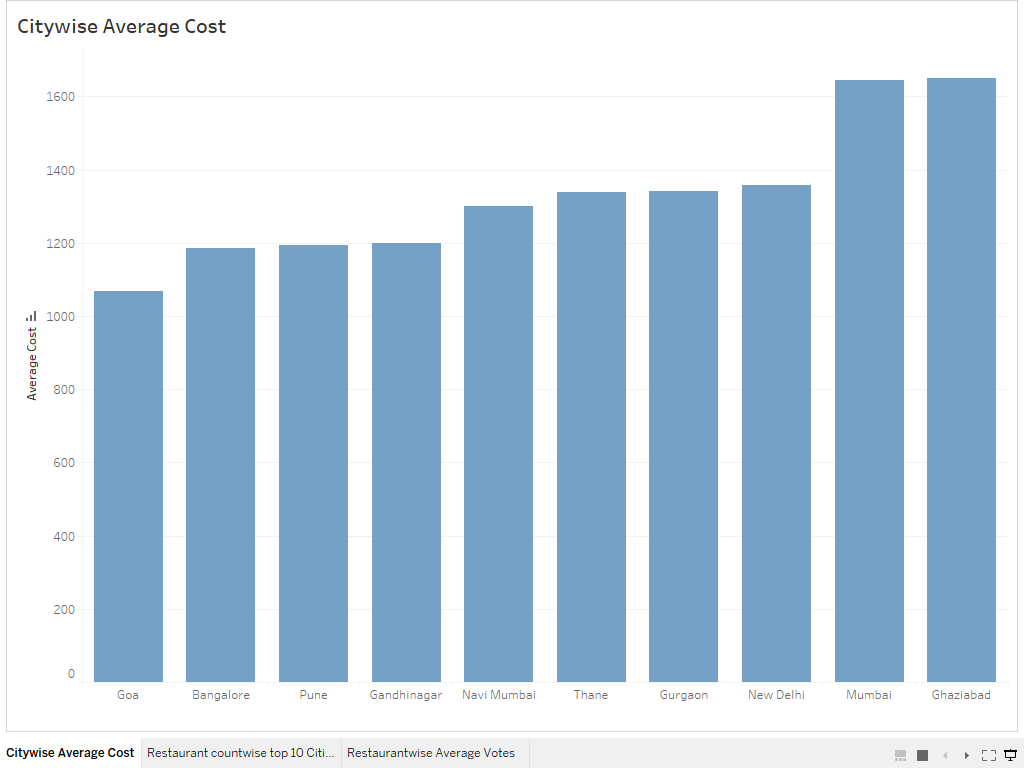 Citywise Average Cost
1600
1400
1200
1000
800
600
400
200
0
Average Cost
Goa Bangalore Pune Gandhinagar Navi Mumbai Thane Gurgaon New Delhi Mumbai Ghaziabad
Citywise Average Cost Restaurant countwise top 10 Citi... Restaurantwise Average Votes